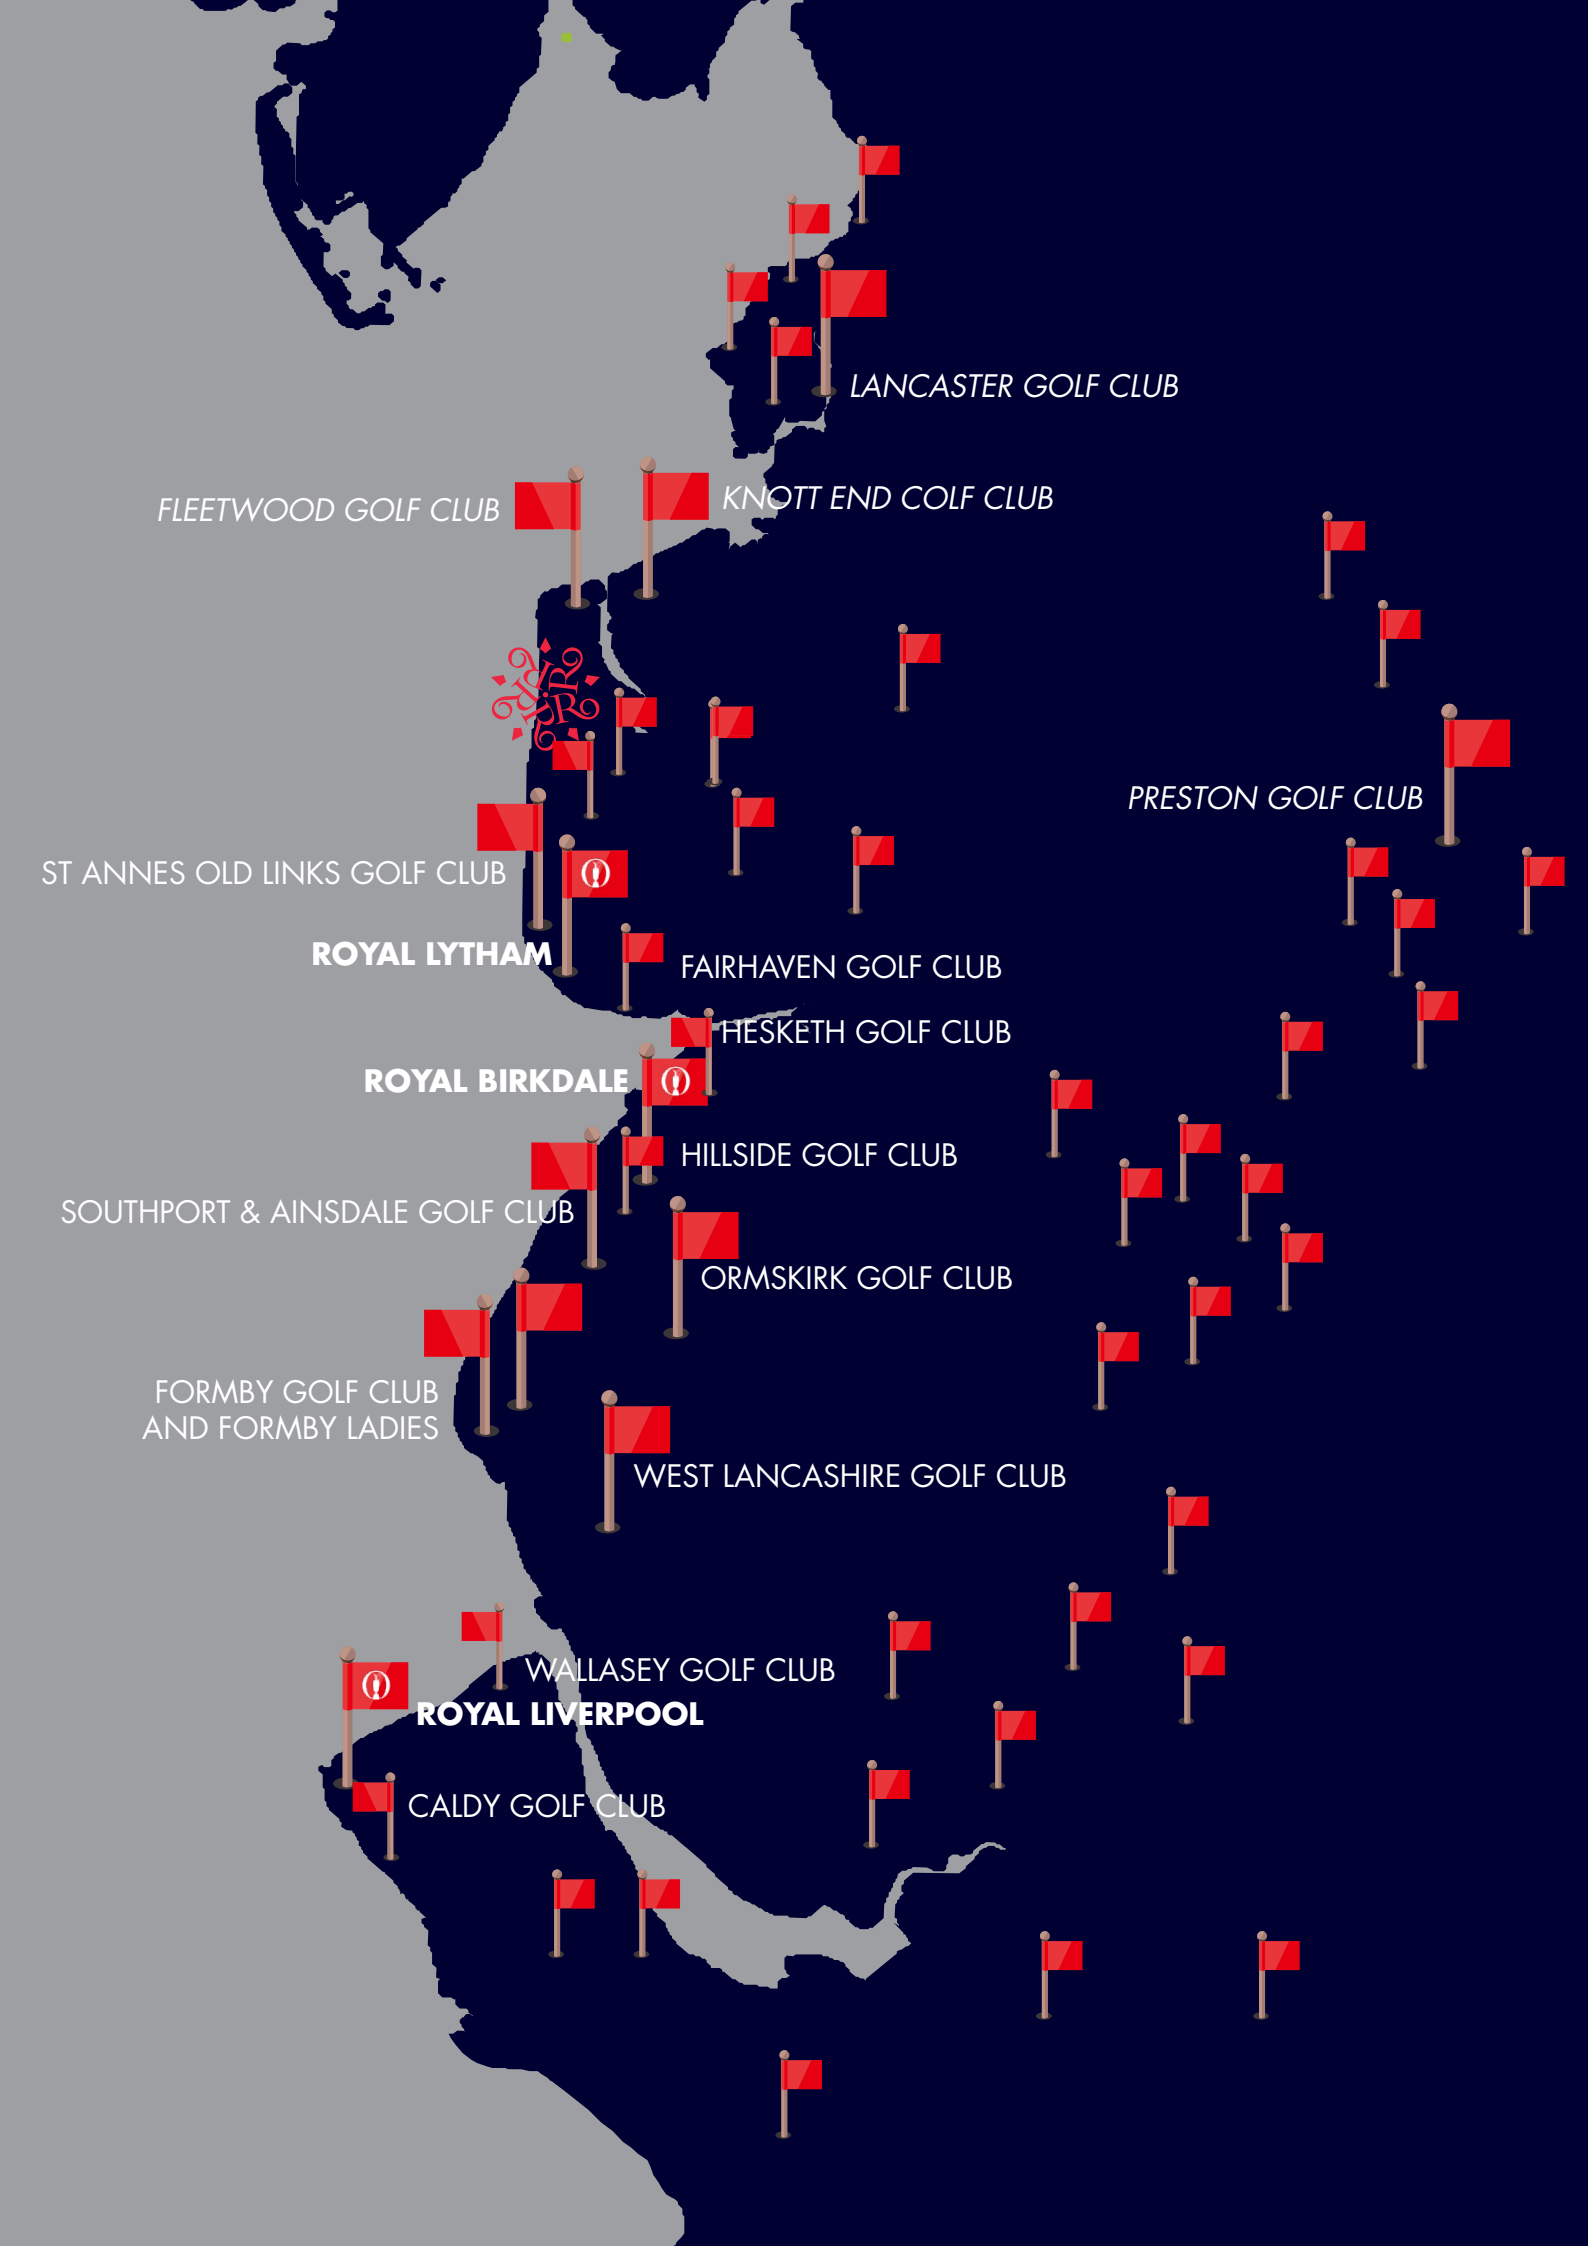 LANCASTER GOLF CLUB
FLEETWOOD GOLF CLUB
KNOTT END COLF CLUB
PRESTON GOLF CLUB
ST ANNES OLD LINKS GOLF CLUB
ROYAL LYTHAM
FAIRHAVEN GOLF CLUB
HESKETH GOLF CLUB
ROYAL BIRKDALE
HILLSIDE GOLF CLUB
SOUTHPORT & AINSDALE GOLF CLUB
ORMSKIRK GOLF CLUB
FORMBY GOLF CLUB
AND FORMBY LADIES
WEST LANCASHIRE GOLF CLUB
WALLASEY GOLF CLUB
ROYAL LIVERPOOL
CALDY GOLF CLUB